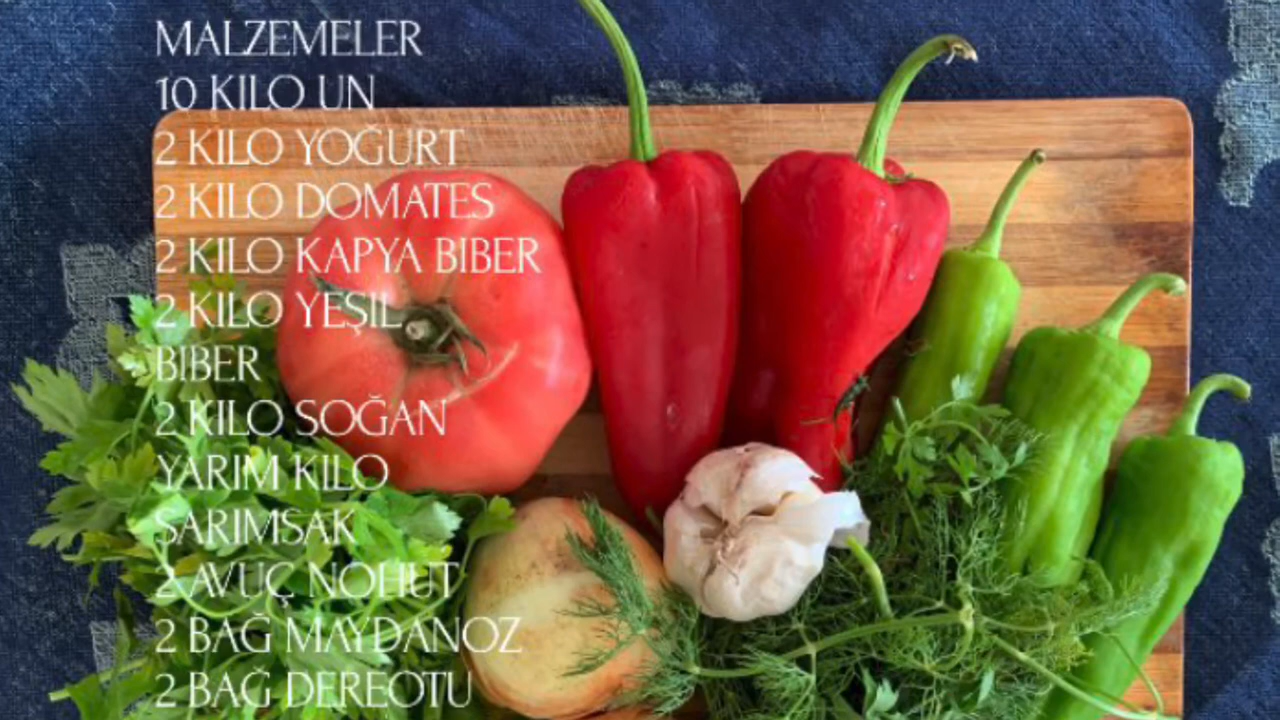 MALZEMELER
10 KILO UN
2 KILO YOĞURT
2 KILO DOMATES
2 KILO KAPYA BIBER
2 KILO YEŞIL
BIBER
2 KILO SOĞAN
YARIM KILO
SARIMSAK
2 AVUÇ NOHUT
2 BAĞ MAYDANOZ
2 BAĞ DEREOTU